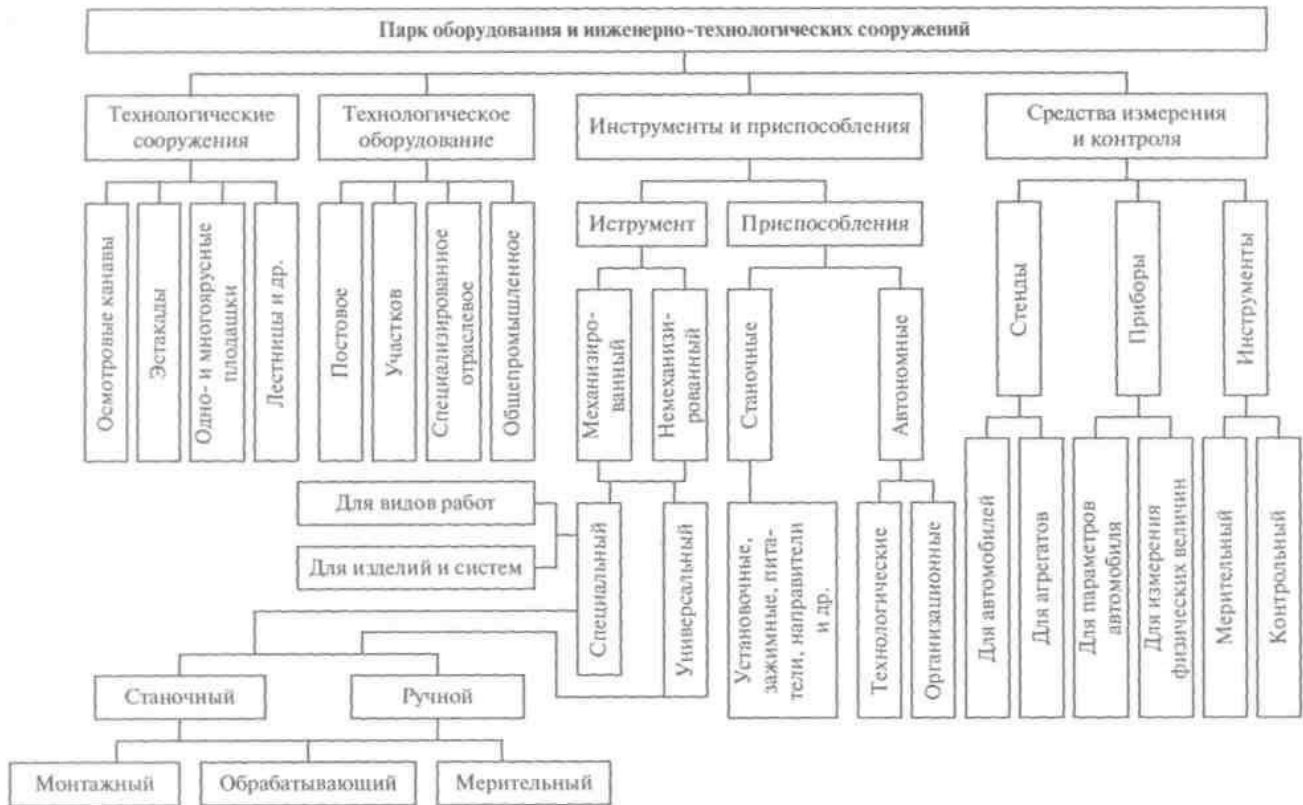 Парк оборудования и инженерно-технологических сооружений
Технологические
сооружения
Технологическое
оборудование
Инструменты и приспособления
Средства измерения
и контроля
Осмотровые канавы
Эстакады
Одно- и многоярусные
плодашки
Лестницы и др.
Постовое
Участков
Специализированное
отраслевое
Общепромышленное
Иструмент
Приспособления
Механизиро-
ванный
Немеханизи-
рованный
Станочные
Автономные
Стенды
Приборы
Инструменты
Для видов работ
Для изделий и систем
Специальный
Универсальный
Установочные,
зажимные, пита-
тели, направители
и др.
Технологические
Организационные
Для автомобилей
Для агрегатов
Для параметров
автомобиля
Для измерения
физических величин
Мерительный
Контрольный
Станочный
Ручной
Монтажный
Обрабатывающий
Мерительный